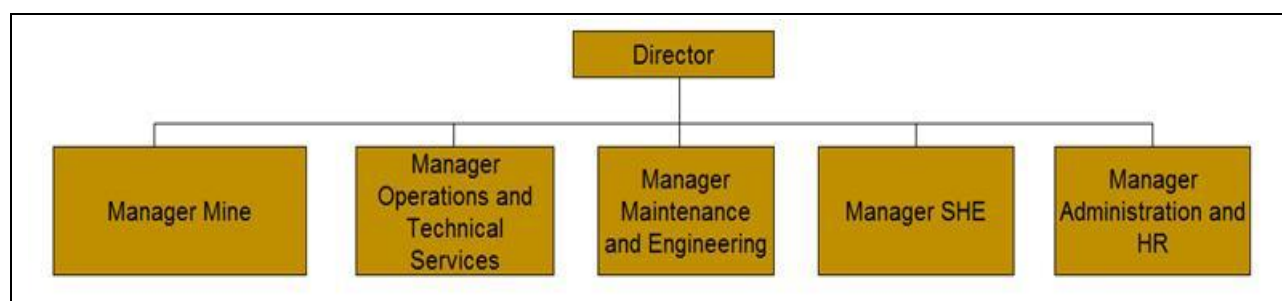 Director
Manager Mine
Manager
Operations and
Technical
Services
Manager
Maintenance
and Engineering
Manager SHE
Manager
Administration and
HR